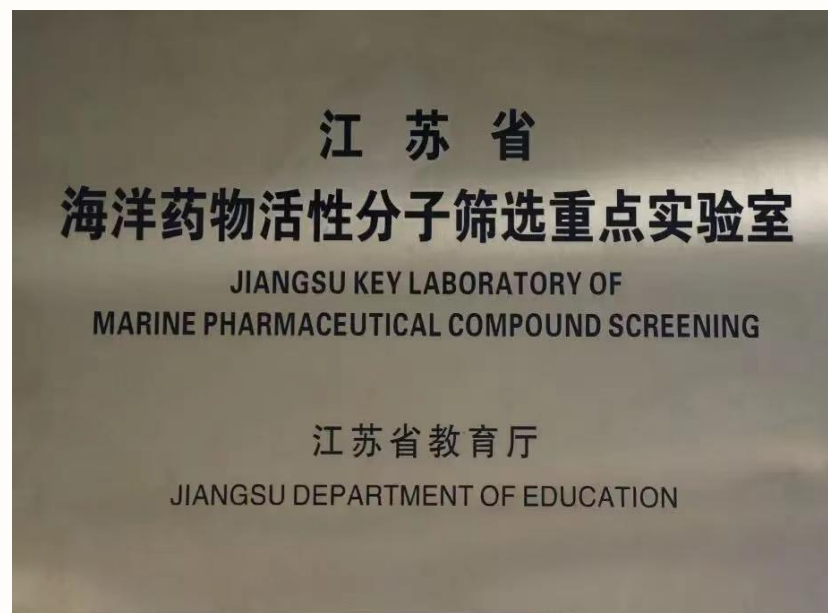 江苏省
海洋药物活性分子筛选重点实验室
JIANGSU KEY LABORATORY OF
MARINE PHARMACEUTICAL COMPOUND SCREENING
江苏省教育厅
JIANGSU DEPARTMENT OF EDUCATION